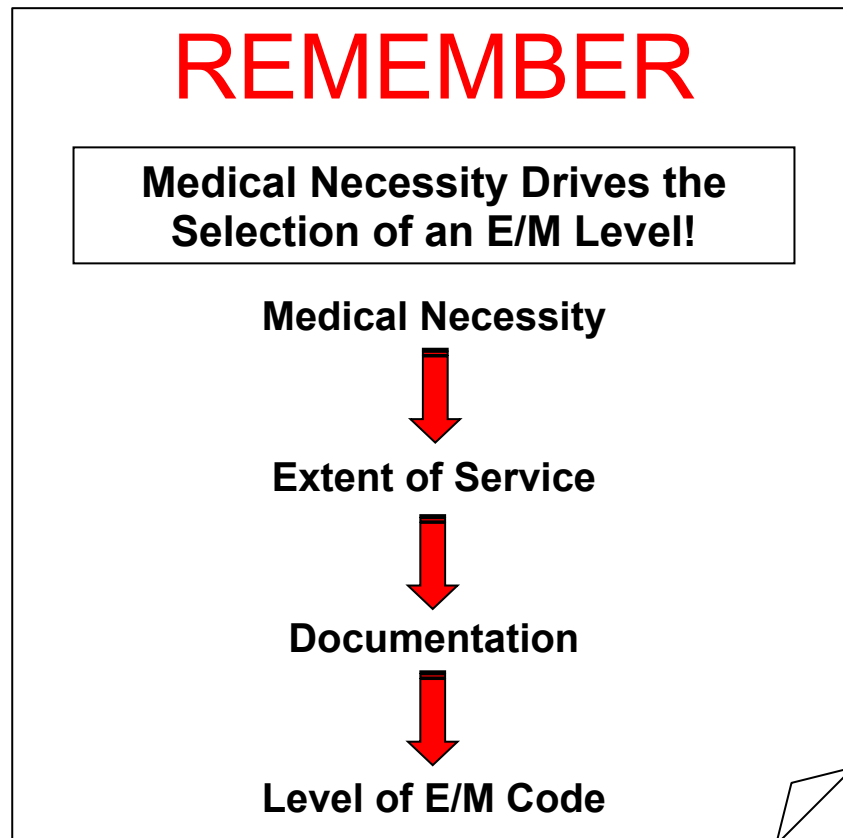 REMEMBER
Medical Necessity Drives the
Selection of an E/M Level!
Medical Necessity
Extent of Service
Documentation
Level of E/M Code